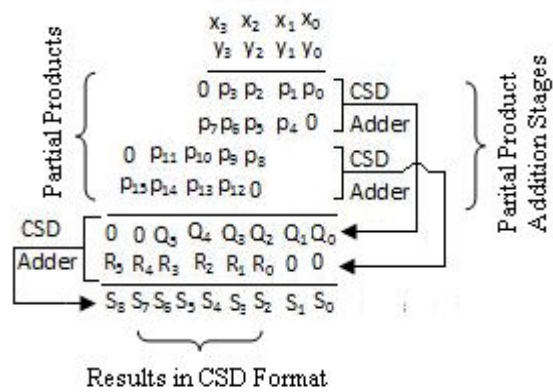 x₃ x₂ x₁ x₀
y₃ y₂ y₁ y₀
0 p₃ p₂ p₁ p₀ CSD
p₇ p₆ p₅ p₄ 0 Adder
0 p₁₁ p₁₀ p₉ p₈ CSD
p₁₅ p₁₄ p₁₃ p₁₂ 0 Adder
Partial Products
Parital Product
Addition Stages
CSD 0 0 Q₅ Q₄ Q₃ Q₂ Q₁ Q₀
Adder R₅ R₄ R₃ R₂ R₁ R₀ 0 0
S₈ S₇ S₆ S₅ S₄ S₃ S₂ S₁ S₀
Results in CSD Format